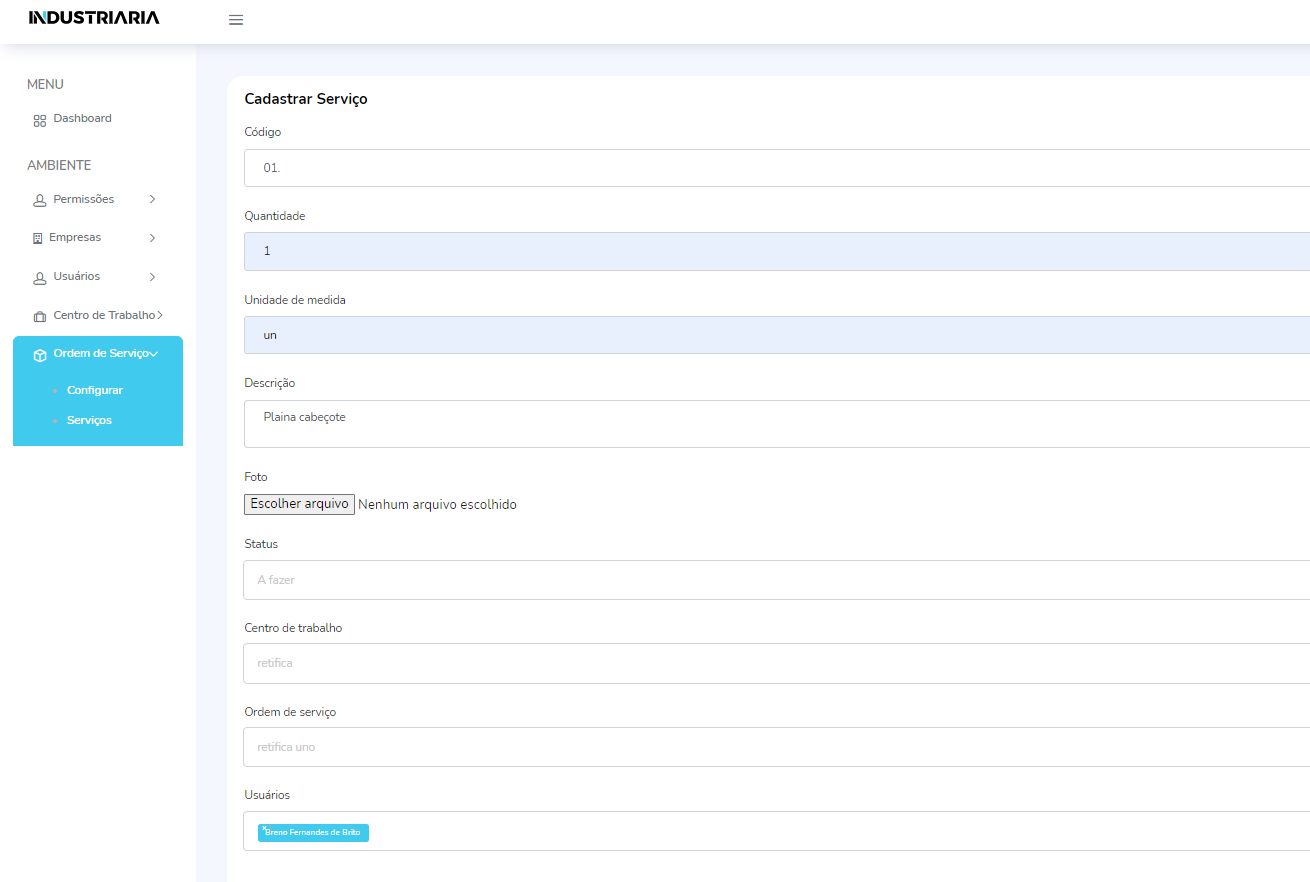 INDUSTRIARIA
MENU
Dashboard
AMBIENTE
Permissões
Empresas
Usuários
Centro de Trabalho
Ordem de Serviço
Configurar
Serviços
Cadastrar Serviço
Código
01.
Quantidade
1
Unidade de medida
un
Descrição
Plaina cabeçote
Foto
Escolher arquivo Nenhum arquivo escolhido
Status
A fazer
Centro de trabalho
retifica
Ordem de serviço
retifica uno
Usuários
×Breno Fernandes de Brito